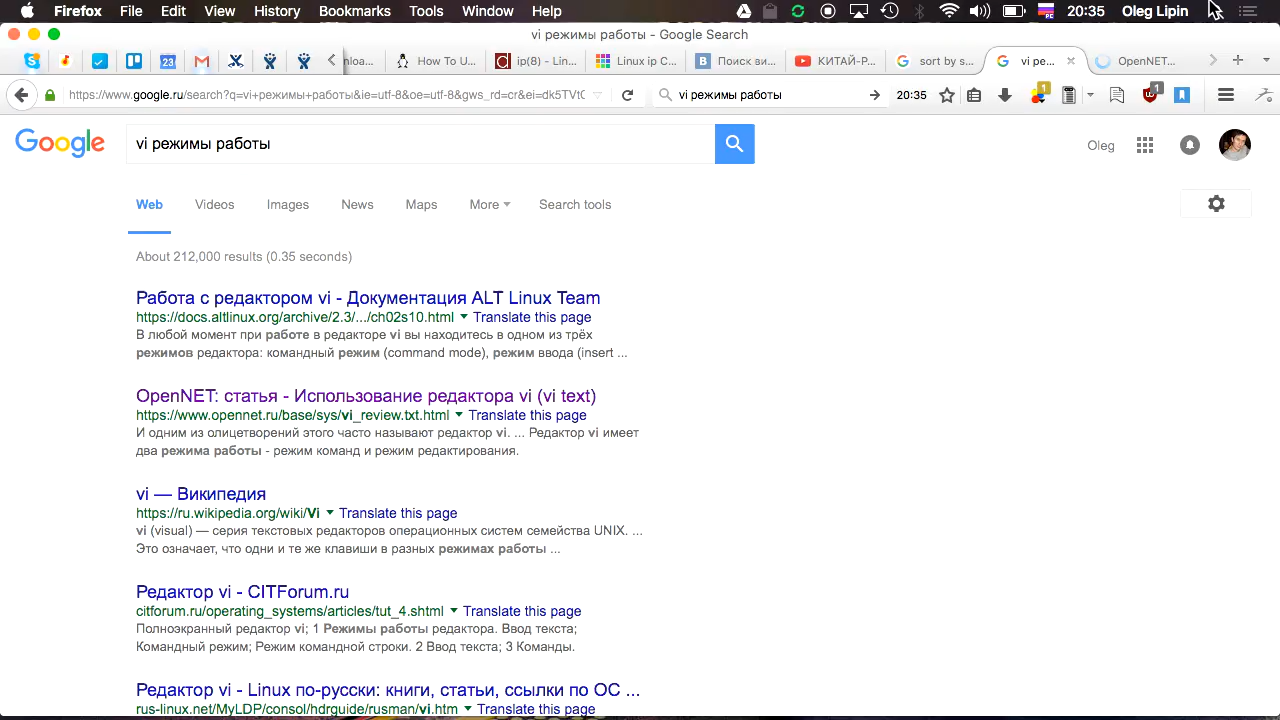 Firefox File Edit View History Bookmarks Tools Window Help 20:35 Oleg Lipin
vi режимы работы - Google Search
23 nloa... How To U... ip(8) - Lin... Linux ip C... Поиск ви... КИТАЙ-Р... sort by s... vi ре... OpenNET...
https://www.google.ru/search?q=vi+режимы+работы&ie=utf-8&oe=utf-8&gws_rd=cr&ei=dk5TVtC vi режимы работы 20:35 1 1
Google vi режимы работы Oleg
Web Videos Images News Maps More Search tools
About 212,000 results (0.35 seconds)
Работа с редактором vi - Документация ALT Linux Team
https://docs.altlinux.org/archive/2.3/.../ch02s10.html Translate this page
В любой момент при работе в редакторе vi вы находитесь в одном из трёх
режимов редактора: командный режим (command mode), режим ввода (insert ...
OpenNET: статья - Использование редактора vi (vi text)
https://www.opennet.ru/base/sys/vi_review.txt.html Translate this page
И одним из олицетворений этого часто называют редактор vi. ... Редактор vi имеет
два режима работы - режим команд и режим редактирования.
vi — Википедия
https://ru.wikipedia.org/wiki/Vi Translate this page
vi (visual) — серия текстовых редакторов операционных систем семейства UNIX. ...
Это означает, что одни и те же клавиши в разных режимах работы ...
Редактор vi - CITForum.ru
citforum.ru/operating_systems/articles/tut_4.shtml Translate this page
Полноэкранный редактор vi; 1 Режимы работы редактора. Ввод текста;
Командный режим; Режим командной строки. 2 Ввод текста; 3 Команды.
Редактор vi - Linux по-русски: книги, статьи, ссылки по ОС ...
rus-linux.net/MyLDP/consol/hdrguide/rusman/vi.htm Translate this page